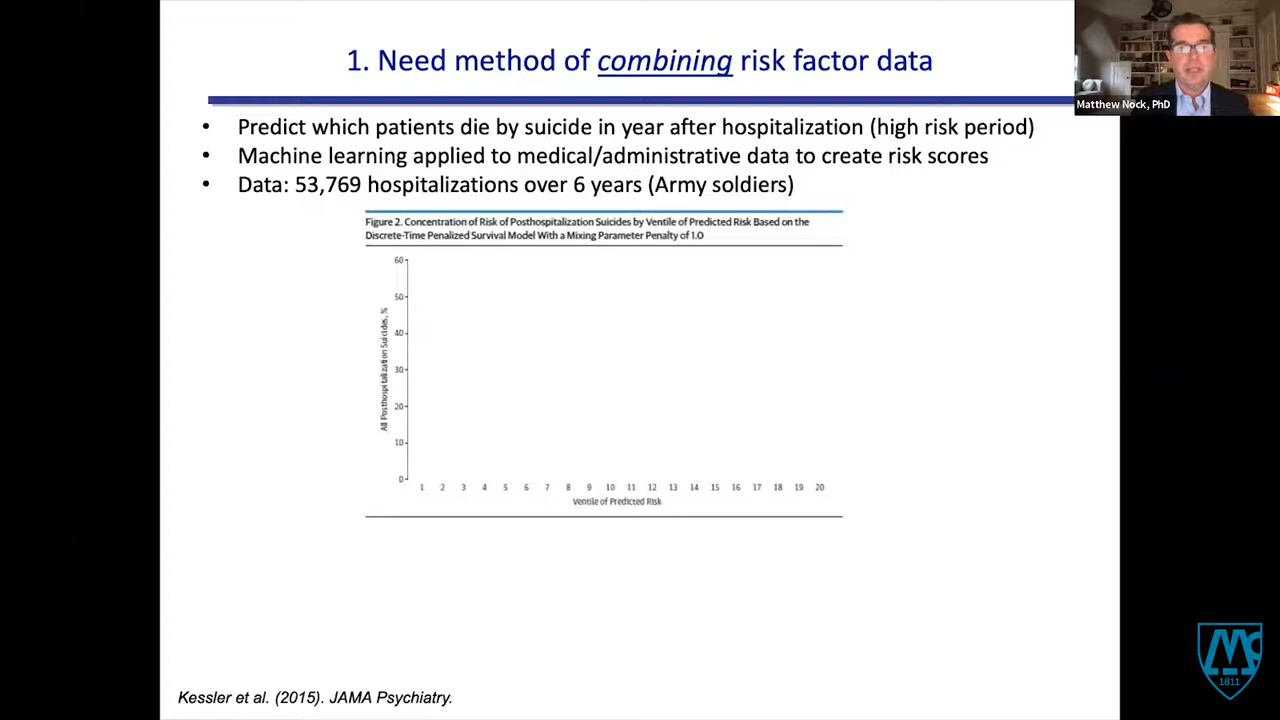 1. Need method of combining risk factor data
Matthew Nock, PhD
• Predict which patients die by suicide in year after hospitalization (high risk period)
• Machine learning applied to medical/administrative data to create risk scores
• Data: 53,769 hospitalizations over 6 years (Army soldiers)
Figure 2. Concentration of Risk of Posthospitalization Suicides by Ventile of Predicted Risk Based on the
Discrete-Time Penalized Survival Model With a Mixing Parameter Penalty of 1.0
All Posthospitalization Suicides, %
60
50
40
30
20
10
0
1 2 3 4 5 6 7 8 9 10 11 12 13 14 15 16 17 18 19 20
Ventile of Predicted Risk
Kessler et al. (2015). JAMA Psychiatry.
Mc
1811